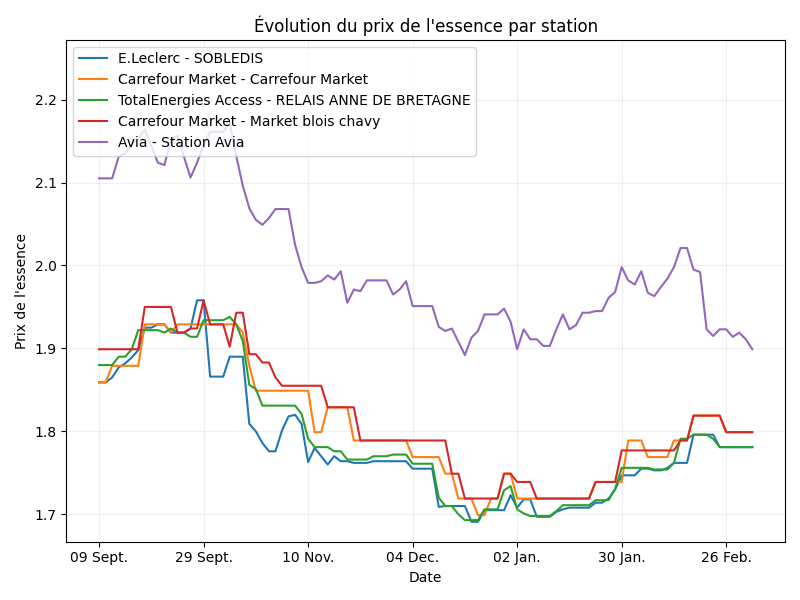 Évolution du prix de l'essence par station
E.Leclerc - SOBLEDIS
Carrefour Market - Carrefour Market
TotalEnergies Access - RELAIS ANNE DE BRETAGNE
Carrefour Market - Market blois chavy
Avia - Station Avia
Prix de l'essence
2.2
2.1
2.0
1.9
1.8
1.7
09 Sept.
29 Sept.
10 Nov.
04 Dec.
02 Jan.
30 Jan.
26 Feb.
Date